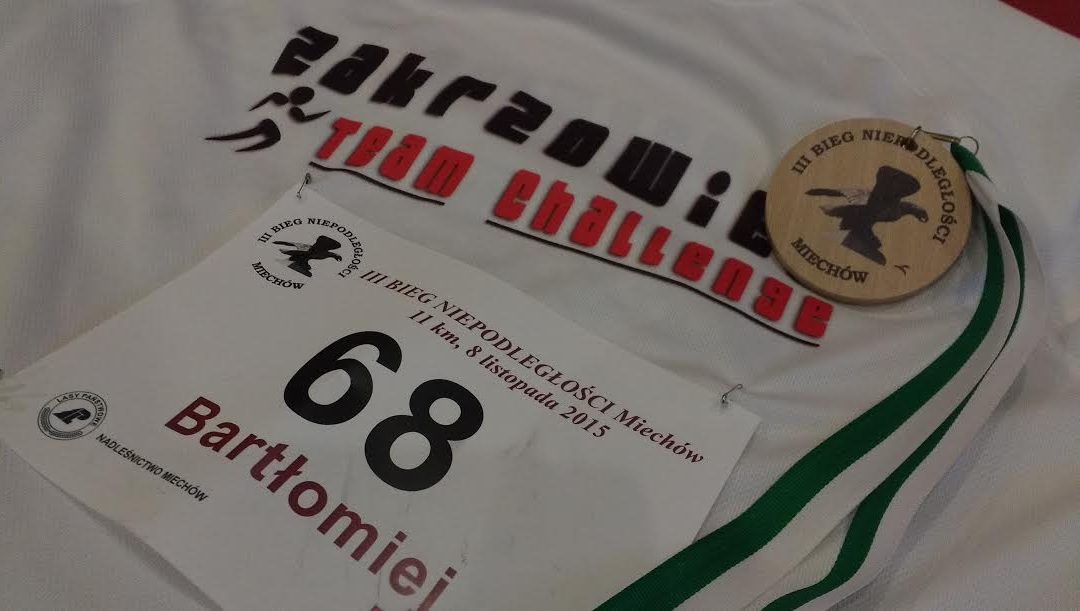 zakrzowie
Team Challenge
III BIEG NIEPODLEGŁOŚCI
MIECHÓW
III BIEG NIEPODLEGŁOŚCI
MIECHÓW
III BIEG NIEPODLEGŁOŚCI Miechów
11 km, 8 listopada 2015
68
LASY PAŃSTWOWE
NADLEŚNICTWO MIECHÓW
Bartłomiej